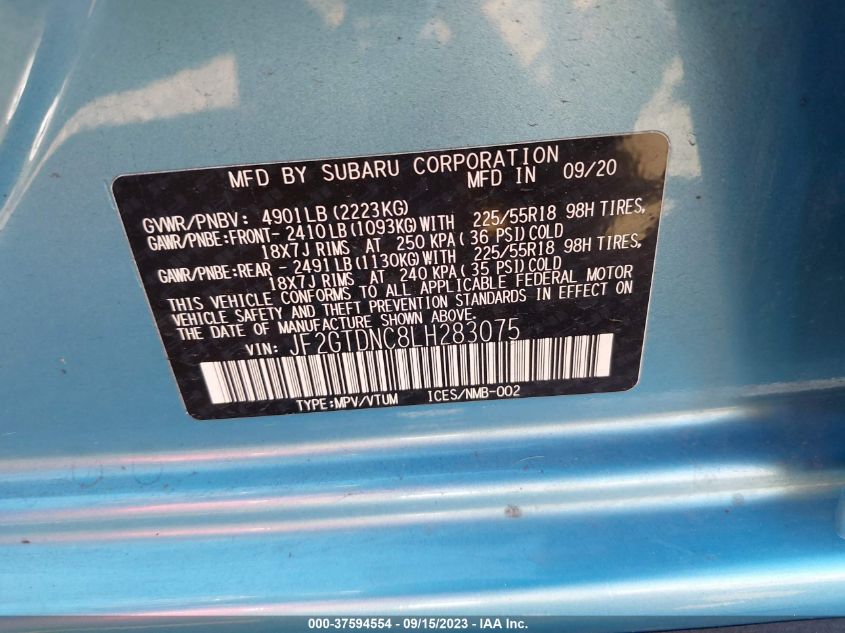 MFD BY SUBARU CORPORATION
MFD IN 09/20
GVWR/PNBV: 4901LB(2223KG)
GAWR/PNBE:FRONT- 2410LB(1093KG)WITH 225/55R18 98H TIRES,
18X7J RIMS AT 250 KPA( 36 PSI)COLD
GAWR/PNBE:REAR - 2491LB(1130KG)WITH 225/55R18 98H TIRES,
18X7J RIMS AT 240 KPA( 35 PSI)COLD
THIS VEHICLE CONFORMS TO ALL APPLICABLE FEDERAL MOTOR
VEHICLE SAFETY AND THEFT PREVENTION STANDARDS IN EFFECT ON
THE DATE OF MANUFACTURE SHOWN ABOVE.
VIN: JF2GTDNC8LH283075
TYPE:MPV/VTUM ICES/NMB-002
000-37594554 - 09/15/2023 - IAA Inc.